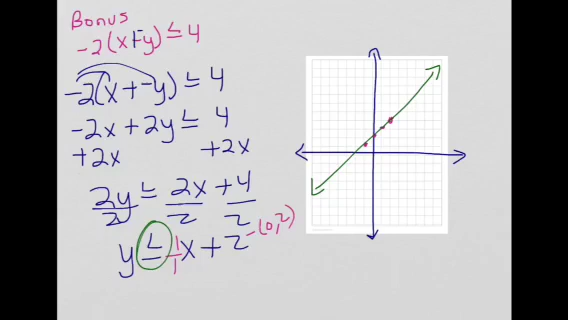 Bonus
-2(x+-y) ≤ 4
-2(x+-y) ≤ 4
-2x+2y ≤ 4
+2x +2x
2y ≤ 2x + 4
2 2 2
y ≤ 1/1 x + 2 -(0,2)